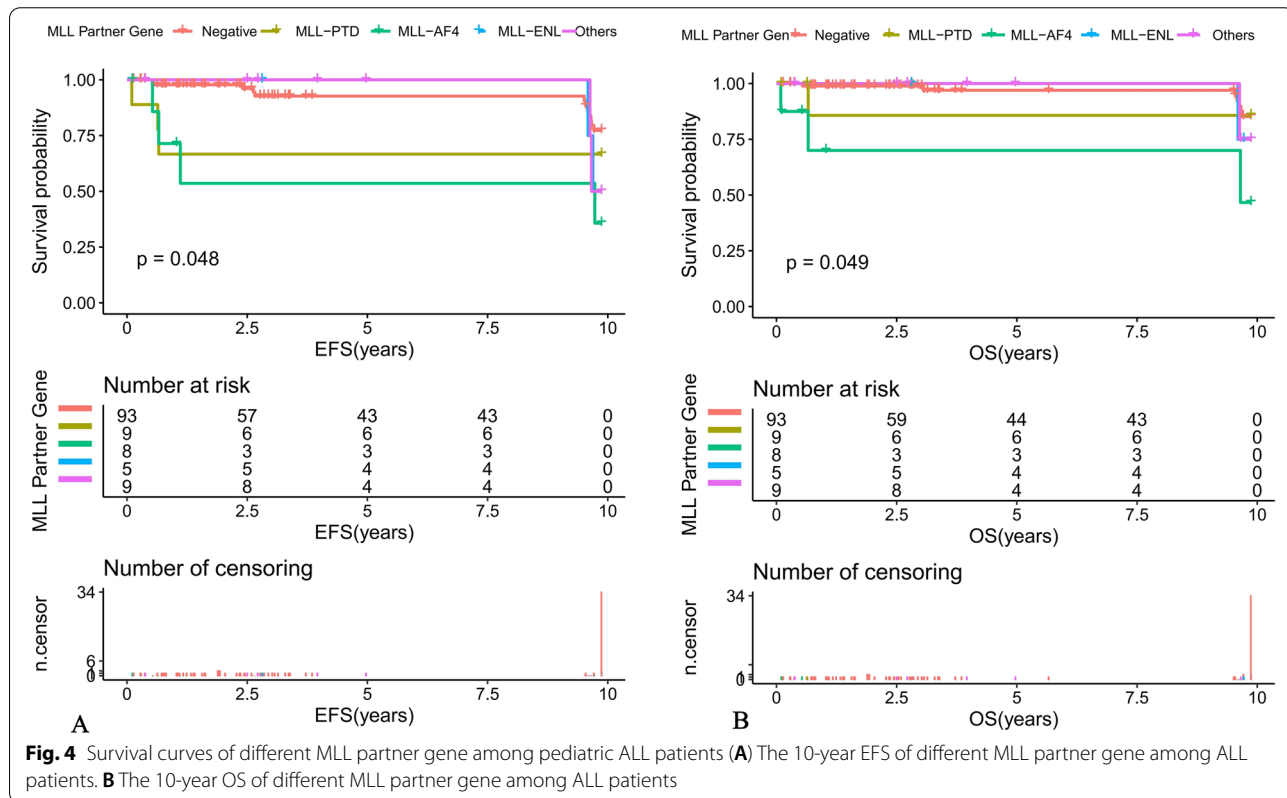 MLL Partner Gene Negative MLL-PTD MLL-AF4 MLL-ENL Others
1.00
0.75
0.50
0.25
0.00
Survival probability
p = 0.048
0 2.5 5 7.5 10
EFS(years)
Number at risk
MLL Partner Gene
93 57 43 43 0
9 6 6 6 0
8 3 3 3 0
5 5 4 4 0
9 8 4 4 0
0 2.5 5 7.5 10
EFS(years)
Number of censoring
n.censor
34
6
1
0
0 2.5 5 7.5 10
EFS(years)
A
MLL Partner Gen Negative MLL-PTD MLL-AF4 MLL-ENL Others
1.00
0.75
0.50
0.25
0.00
Survival probability
p = 0.049
0 2.5 5 7.5 10
OS(years)
Number at risk
MLL Partner Gene
93 59 44 43 0
9 6 6 6 0
8 3 3 3 0
5 5 4 4 0
9 8 4 4 0
0 2.5 5 7.5 10
OS(years)
Number of censoring
n.censor
34
0
0 2.5 5 7.5 10
OS(years)
B
Fig. 4 Survival curves of different MLL partner gene among pediatric ALL patients (A) The 10-year EFS of different MLL partner gene among ALL
patients. B The 10-year OS of different MLL partner gene among ALL patients